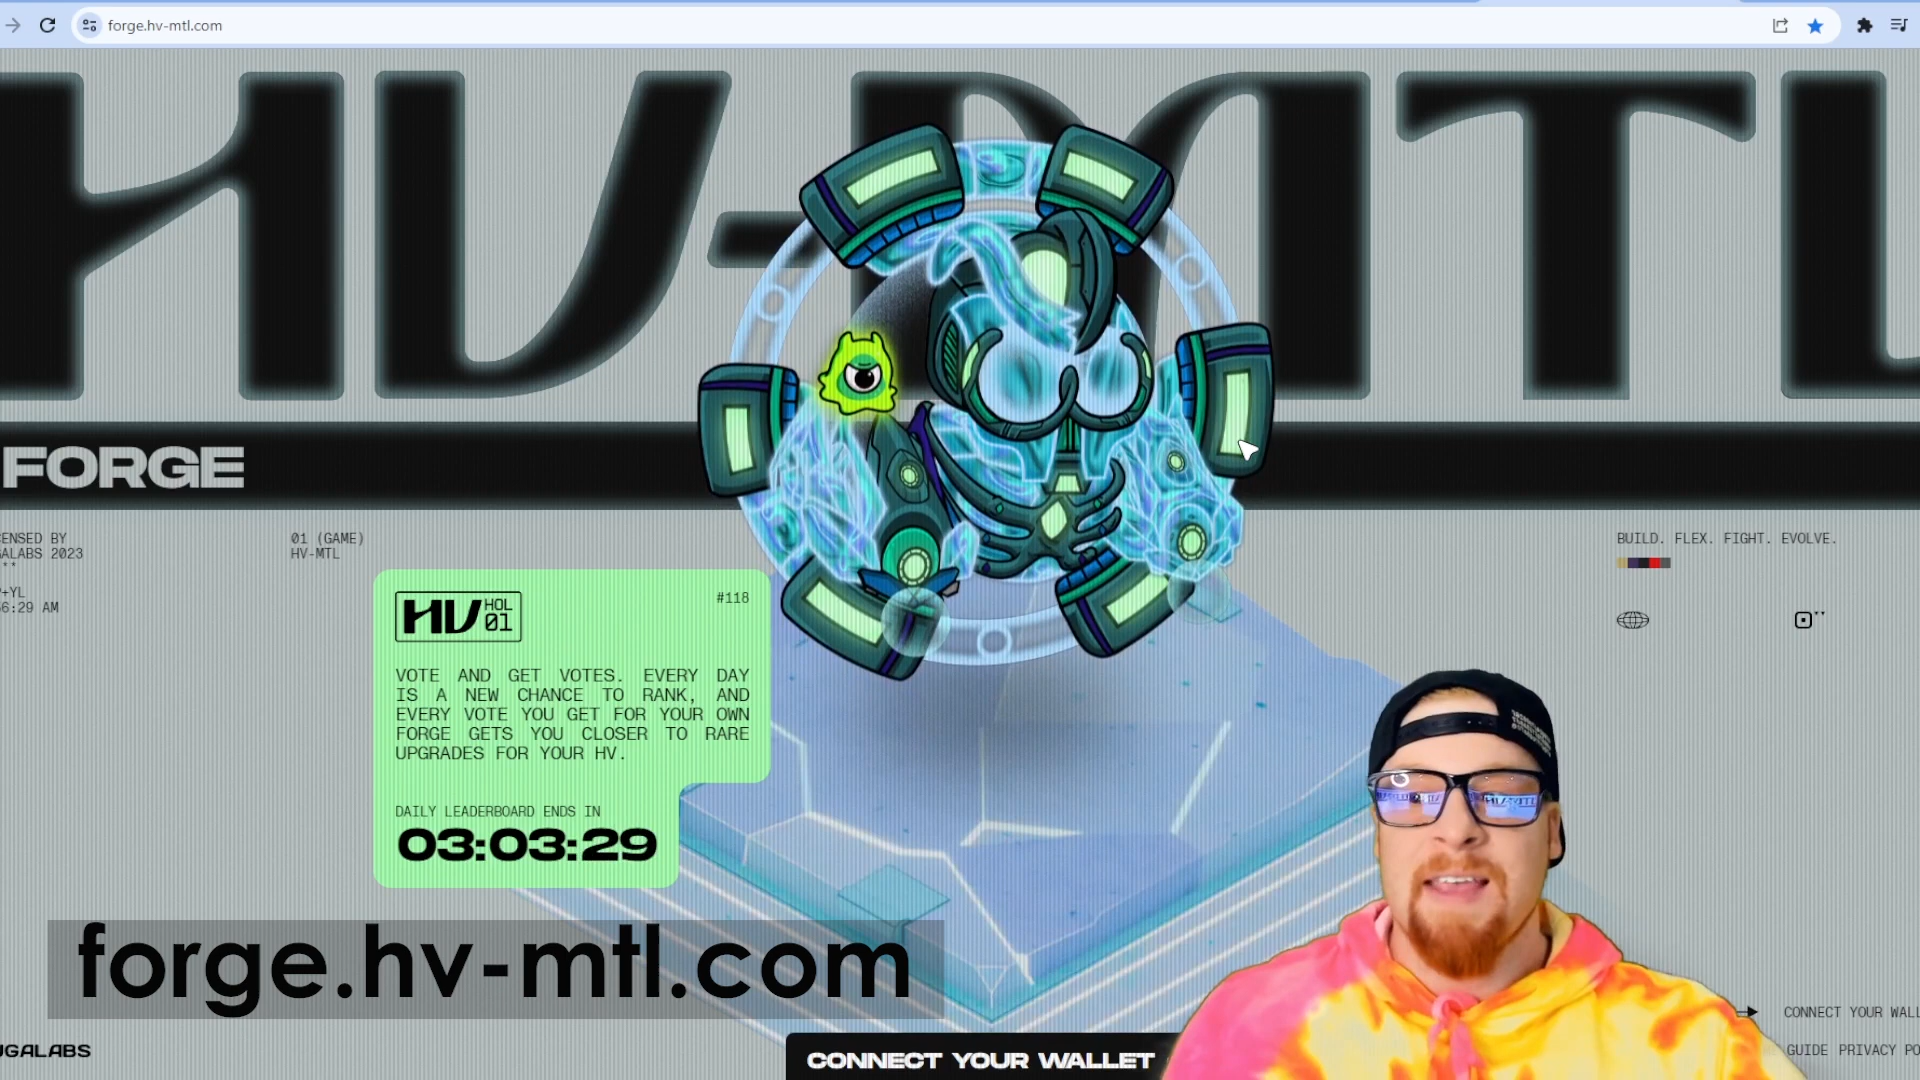 forge.hv-mtl.com
HV-MTL
FORGE
ENSED BY
GALABS 2023
01 (GAME)
HV-MTL
BUILD. FLEX. FIGHT. EVOLVE.
+YL
6:29 AM
HV HOL 01
#118
VOTE AND GET VOTES. EVERY DAY
IS A NEW CHANCE TO RANK, AND
EVERY VOTE YOU GET FOR YOUR OWN
FORGE GETS YOU CLOSER TO RARE
UPGRADES FOR YOUR HV.
DAILY LEADERBOARD ENDS IN
03:03:29
forge.hv-mtl.com
CONNECT YOUR WALL
UGALABS
CONNECT YOUR WALLET
GUIDE PRIVACY PO